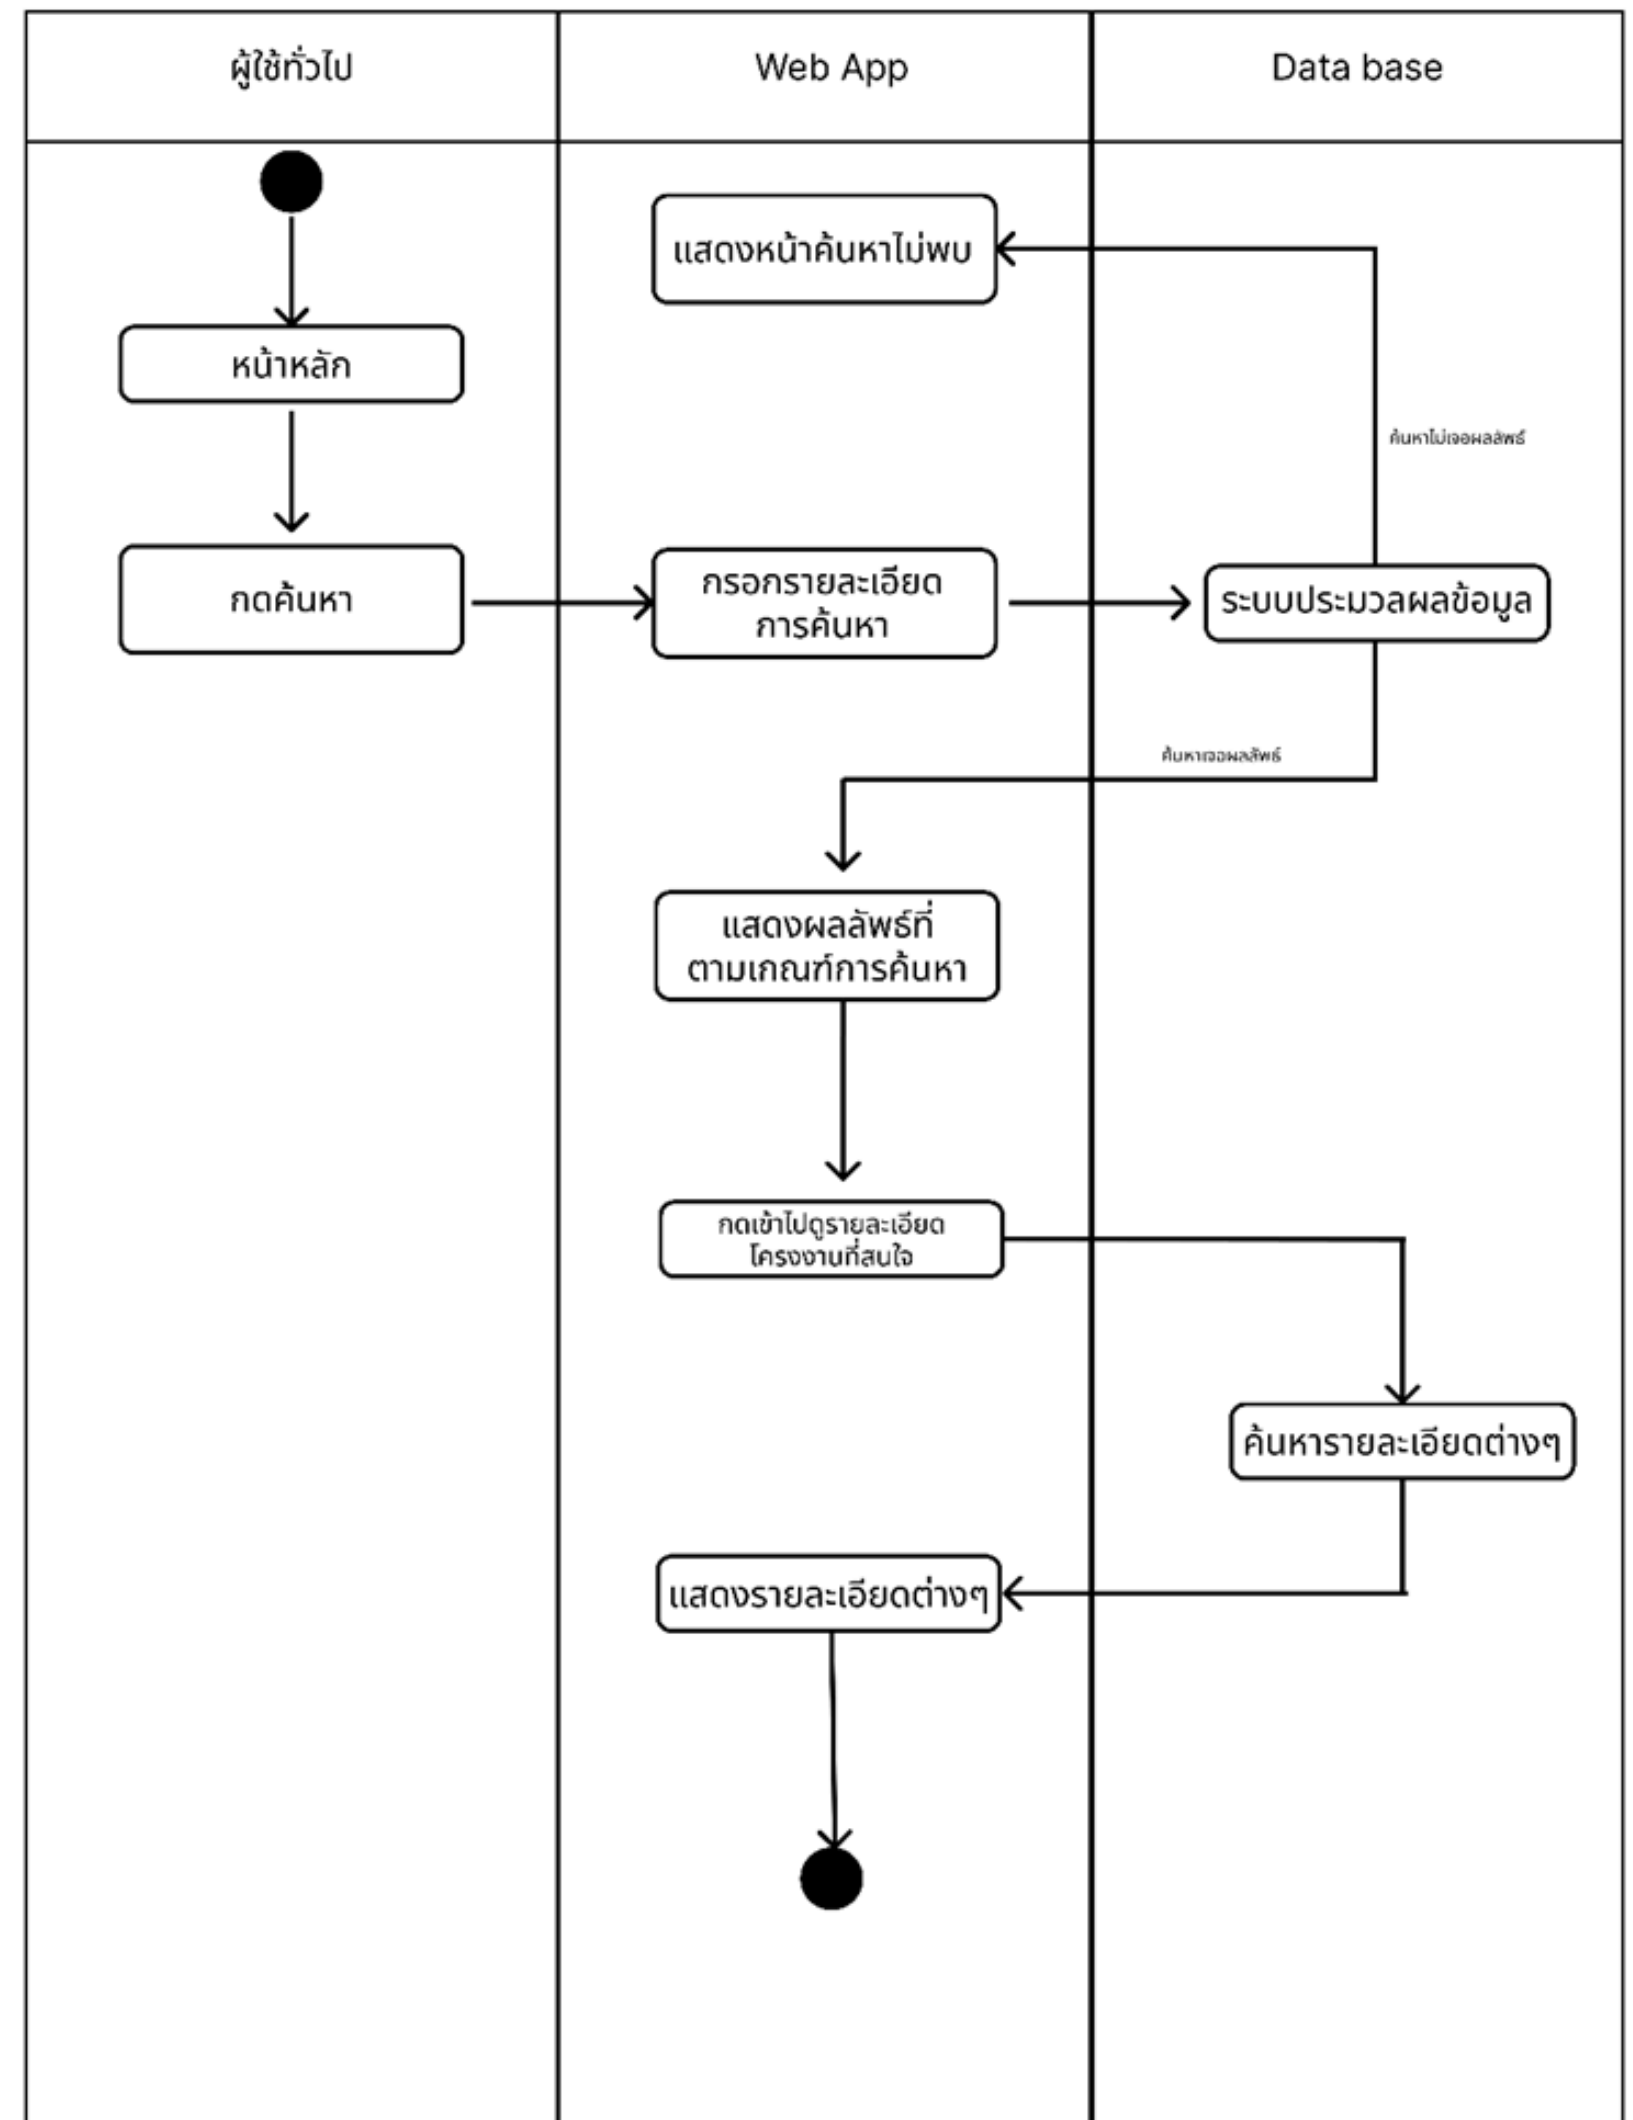 ผู้ใช้ทั่วไป
Web App
Data base
แสดงหน้าค้นหาไม่พบ
หน้าหลัก
ค้นหาไม่เจอผลลัพธ์
กดค้นหา
กรอกรายละเอียด
การค้นหา
ระบบประมวลผลข้อมูล
ค้นหาเจอผลลัพธ์
แสดงผลลัพธ์ที่
ตามเกณฑ์การค้นหา
กดเข้าไปดูรายละเอียด
โครงงานที่สนใจ
ค้นหารายละเอียดต่างๆ
แสดงรายละเอียดต่างๆ